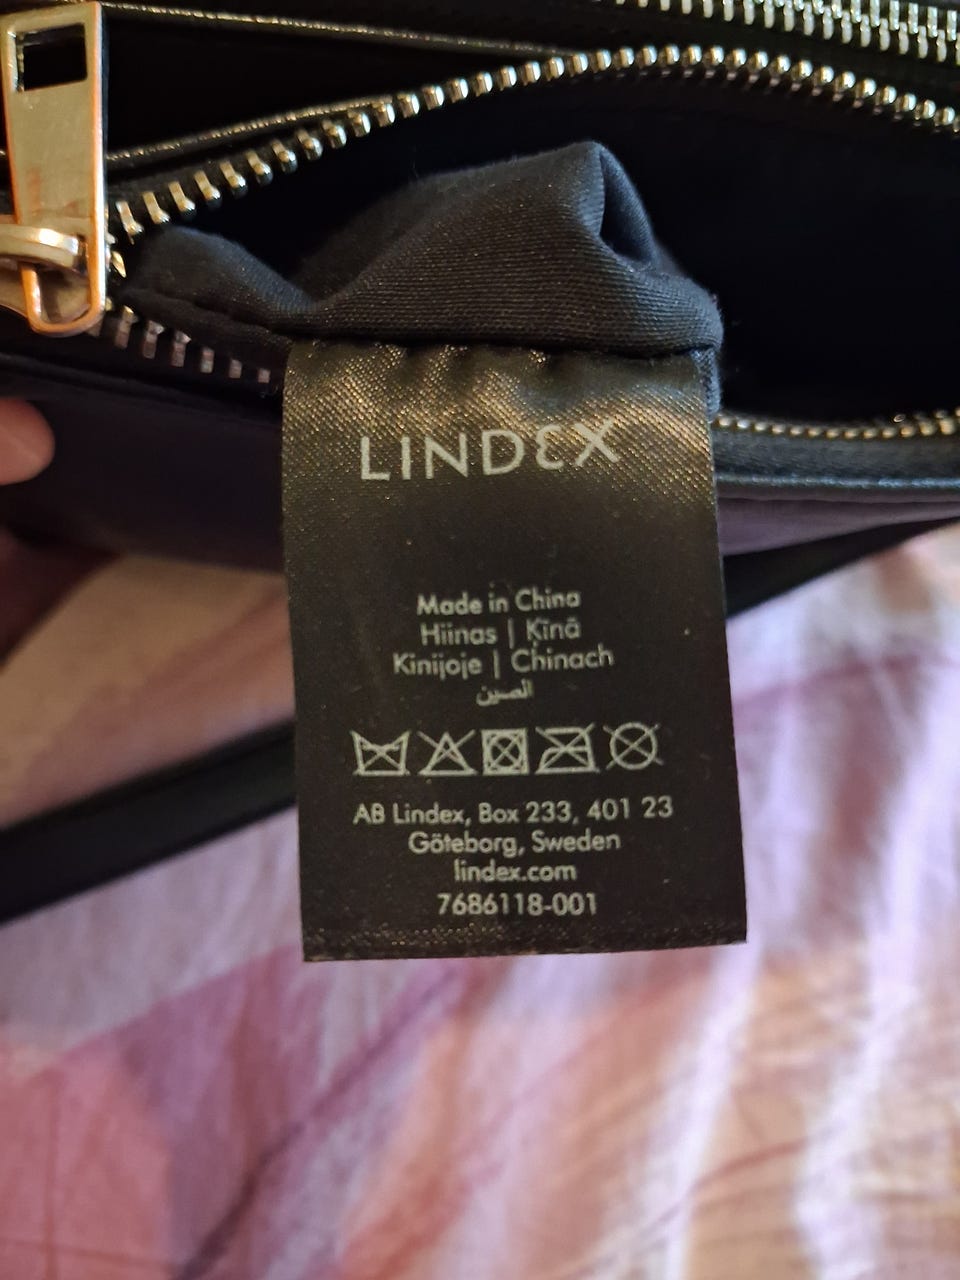 LINDEX
Made in China
Hiinas | Ķīnā
Kinijoje | Chinach
الصين
AB Lindex, Box 233, 401 23
Göteborg, Sweden
lindex.com
7686118-001